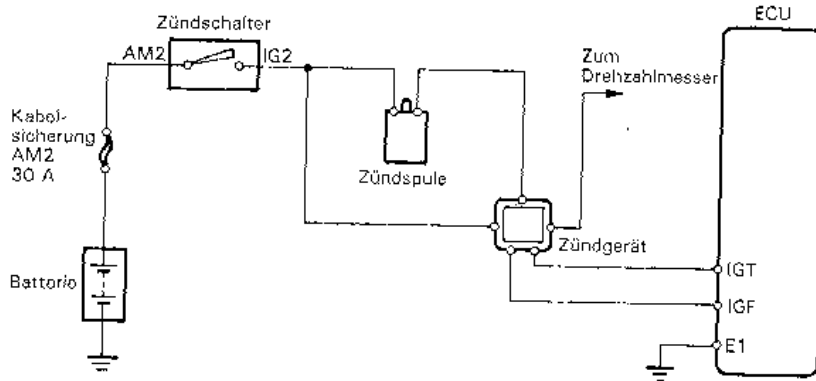 ECU
Zündschalter
AM2
IG2
Zum
Drehzahlmesser
Kabel-
sicherung
AM2
30 A
Zündspule
Zündgerät
Batterie
IGT
IGF
E1